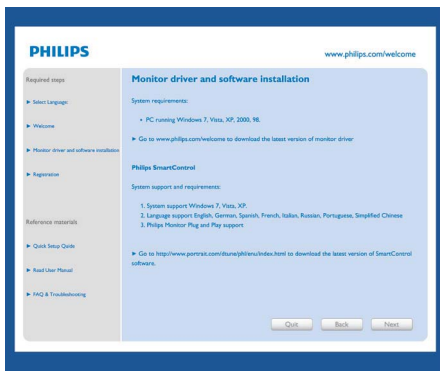 PHILIPS
www.philips.com/welcome
Required steps
Select Language
Welcome
Monitor driver and software installation
Registration
Reference materials
Quick Setup Guide
Read User Manual
FAQ & Troubleshooting
Monitor driver and software installation
System requirements:
• PC running Windows 7, Vista, XP, 2000, 98.
Go to www.philips.com/welcome to download the latest version of monitor driver
Philips SmartControl
System support and requirements:
1. System support Windows 7, Vista, XP.
2. Language support English, German, Spanish, French, Italian, Russian, Portuguese, Simplified Chinese
3. Philips Monitor Plug and Play support
Go to http://www.portrait.com/dtune/phl/enu/index.html to download the latest version of SmartControl
software.
Quit
Back
Next